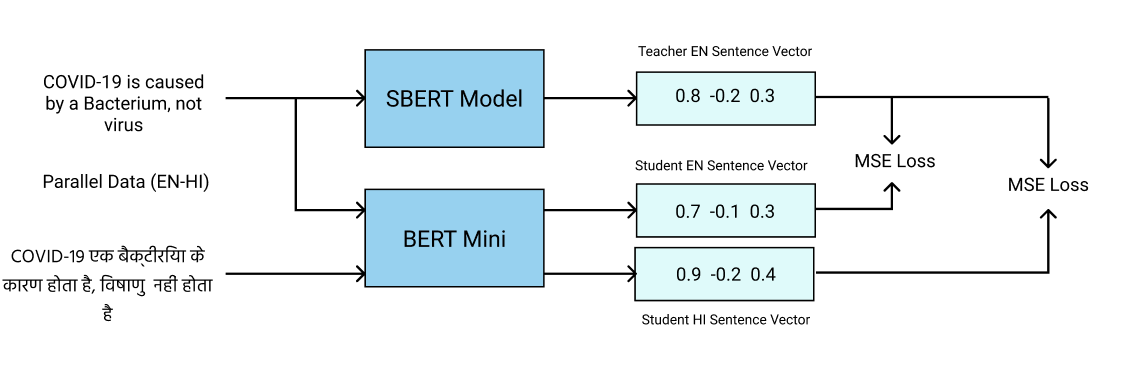 COVID-19 is caused
by a Bacterium, not
virus
Parallel Data (EN-HI)
COVID-19 एक बैक्टीरिया के
कारण होता है, विषाणु नही होता
है
SBERT Model
BERT Mini
Teacher EN Sentence Vector
0.8 -0.2 0.3
Student EN Sentence Vector
0.7 -0.1 0.3
0.9 -0.2 0.4
Student HI Sentence Vector
MSE Loss
MSE Loss